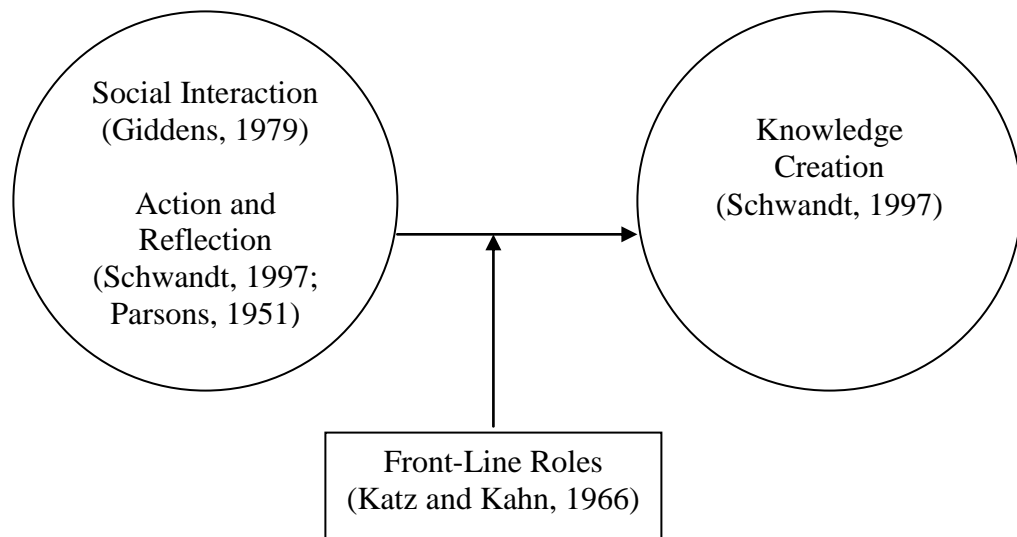 Social Interaction
(Giddens, 1979)
Action and
Reflection
(Schwandt, 1997;
Parsons, 1951)
Knowledge
Creation
(Schwandt, 1997)
Front-Line Roles
(Katz and Kahn, 1966)